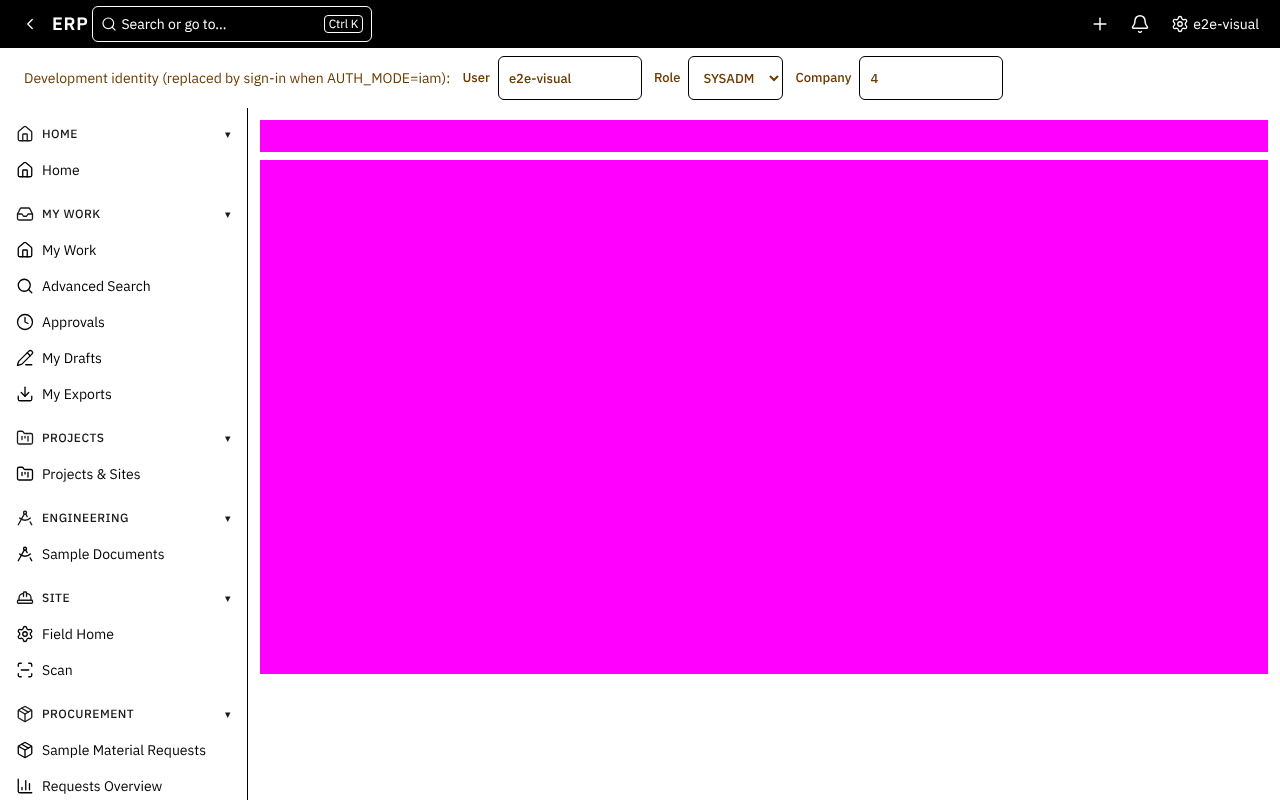 ERP Search or go to... Ctrl K e2e-visual
Development identity (replaced by sign-in when AUTH_MODE=iam): User e2e-visual Role SYSADM Company 4
HOME
Home
MY WORK
My Work
Advanced Search
Approvals
My Drafts
My Exports
PROJECTS
Projects & Sites
ENGINEERING
Sample Documents
SITE
Field Home
Scan
PROCUREMENT
Sample Material Requests
Requests Overview